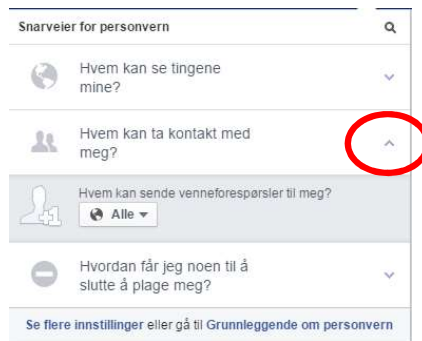 Snarveier for personvern
Hvem kan se tingene
mine?
Hvem kan ta kontakt med
meg?
Hvem kan sende venneforespørsler til meg?
+1
Alle
Hvordan får jeg noen til å
slutte å plage meg?
Se flere innstillinger eller gå til Grunnleggende om personvern